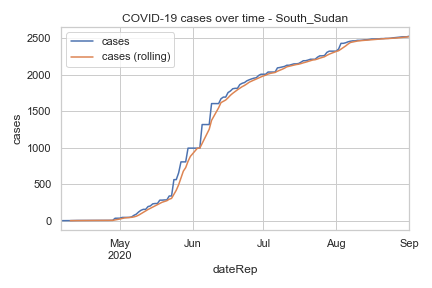 COVID-19 cases over time - South_Sudan
cases
cases (rolling)
2500
2000
1500
1000
500
0
cases
May
2020
Jun
Jul
Aug
Sep
dateRep